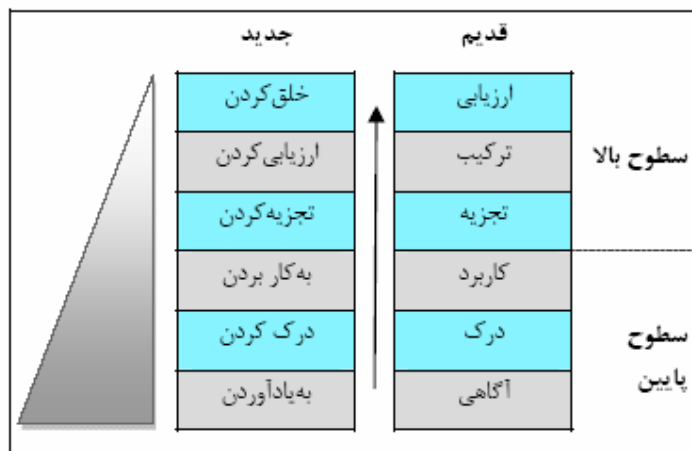 قدیم
جدید
ارزیابی
خلق‌کردن
سطوح بالا
ترکیب
ارزیابی‌کردن
تجزیه
تجزیه‌کردن
کاربرد
به‌کار بردن
سطوح
پایین
درک
درک کردن
آگاهی
به‌یادآوردن